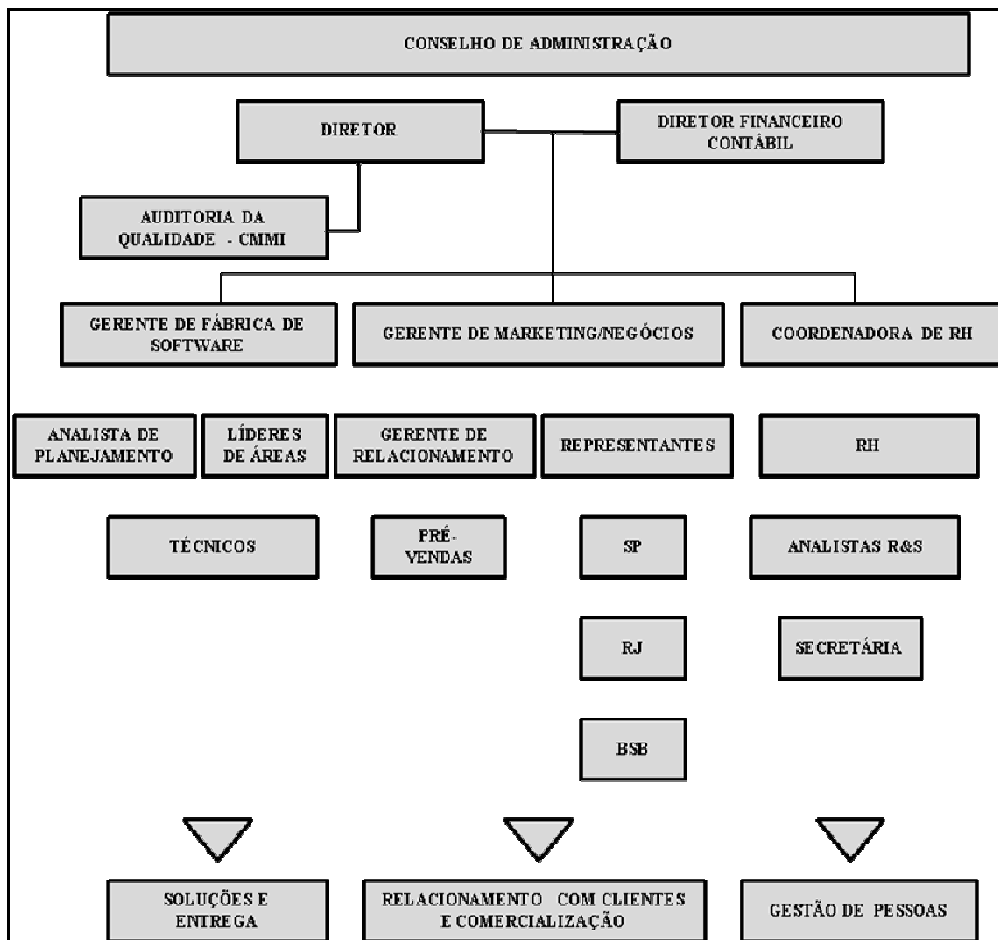 CONSELHO DE ADMINISTRAÇÃO
DIRETOR
DIRETOR FINANCEIRO
CONTÁBIL
AUDITORIA DA
QUALIDADE - CMMI
GERENTE DE FÁBRICA DE
SOFTWARE
GERENTE DE MARKETING/NEGÓCIOS
COORDENADORA DE RH
ANALISTA DE
PLANEJAMENTO
LÍDERES
DE ÁREAS
GERENTE DE
RELACIONAMENTO
REPRESENTANTES
RH
TÉCNICOS
PRÉ-
VENDAS
SP
ANALISTAS R&S
RJ
SECRETÁRIA
BSB
SOLUÇÕES E
ENTREGA
RELACIONAMENTO COM CLIENTES
E COMERCIALIZAÇÃO
GESTÃO DE PESSOAS